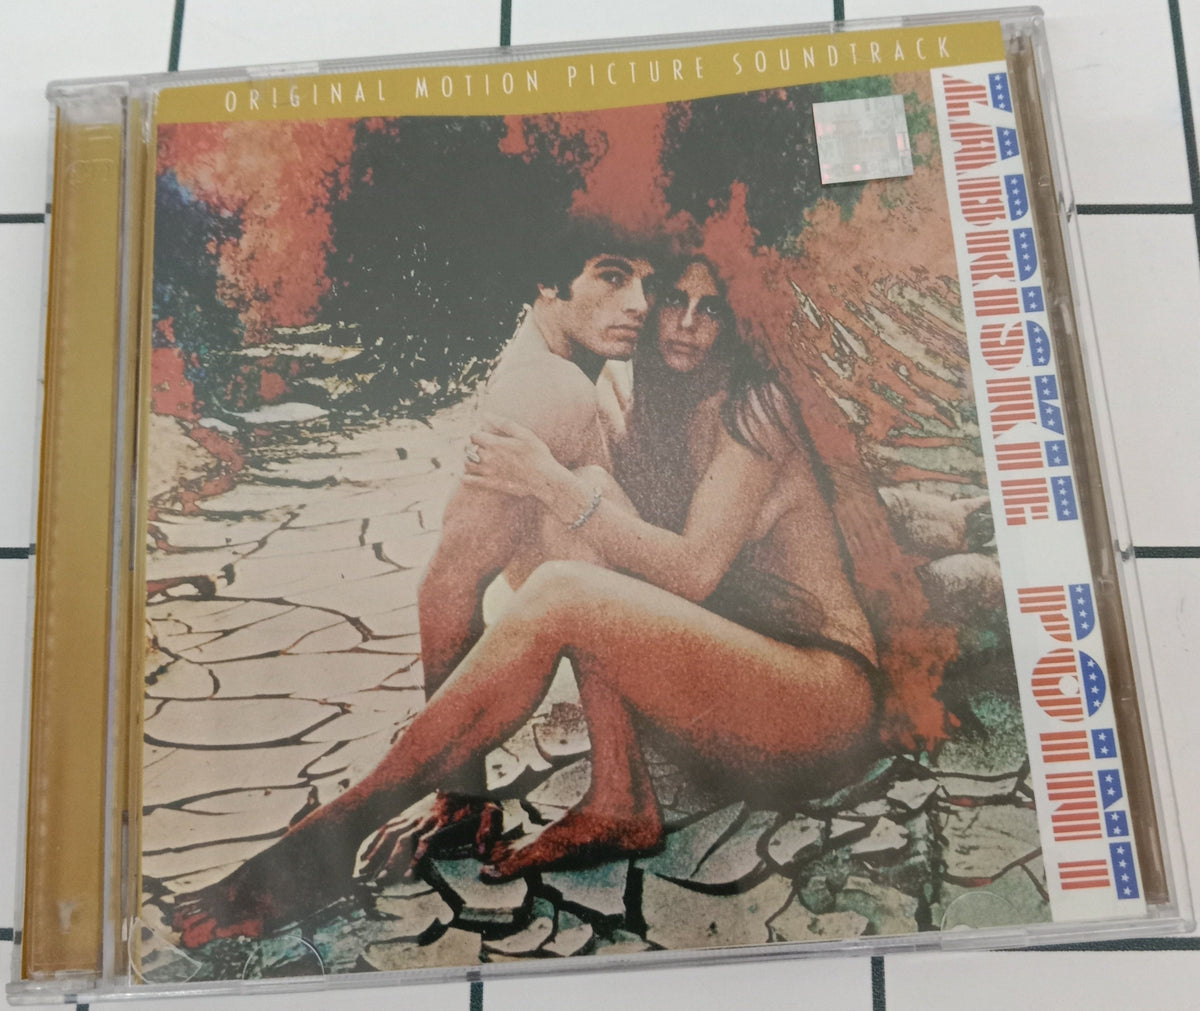 ORIGINAL MOTION PICTURE SOUNDTRACK
ZABRISKIE POINT